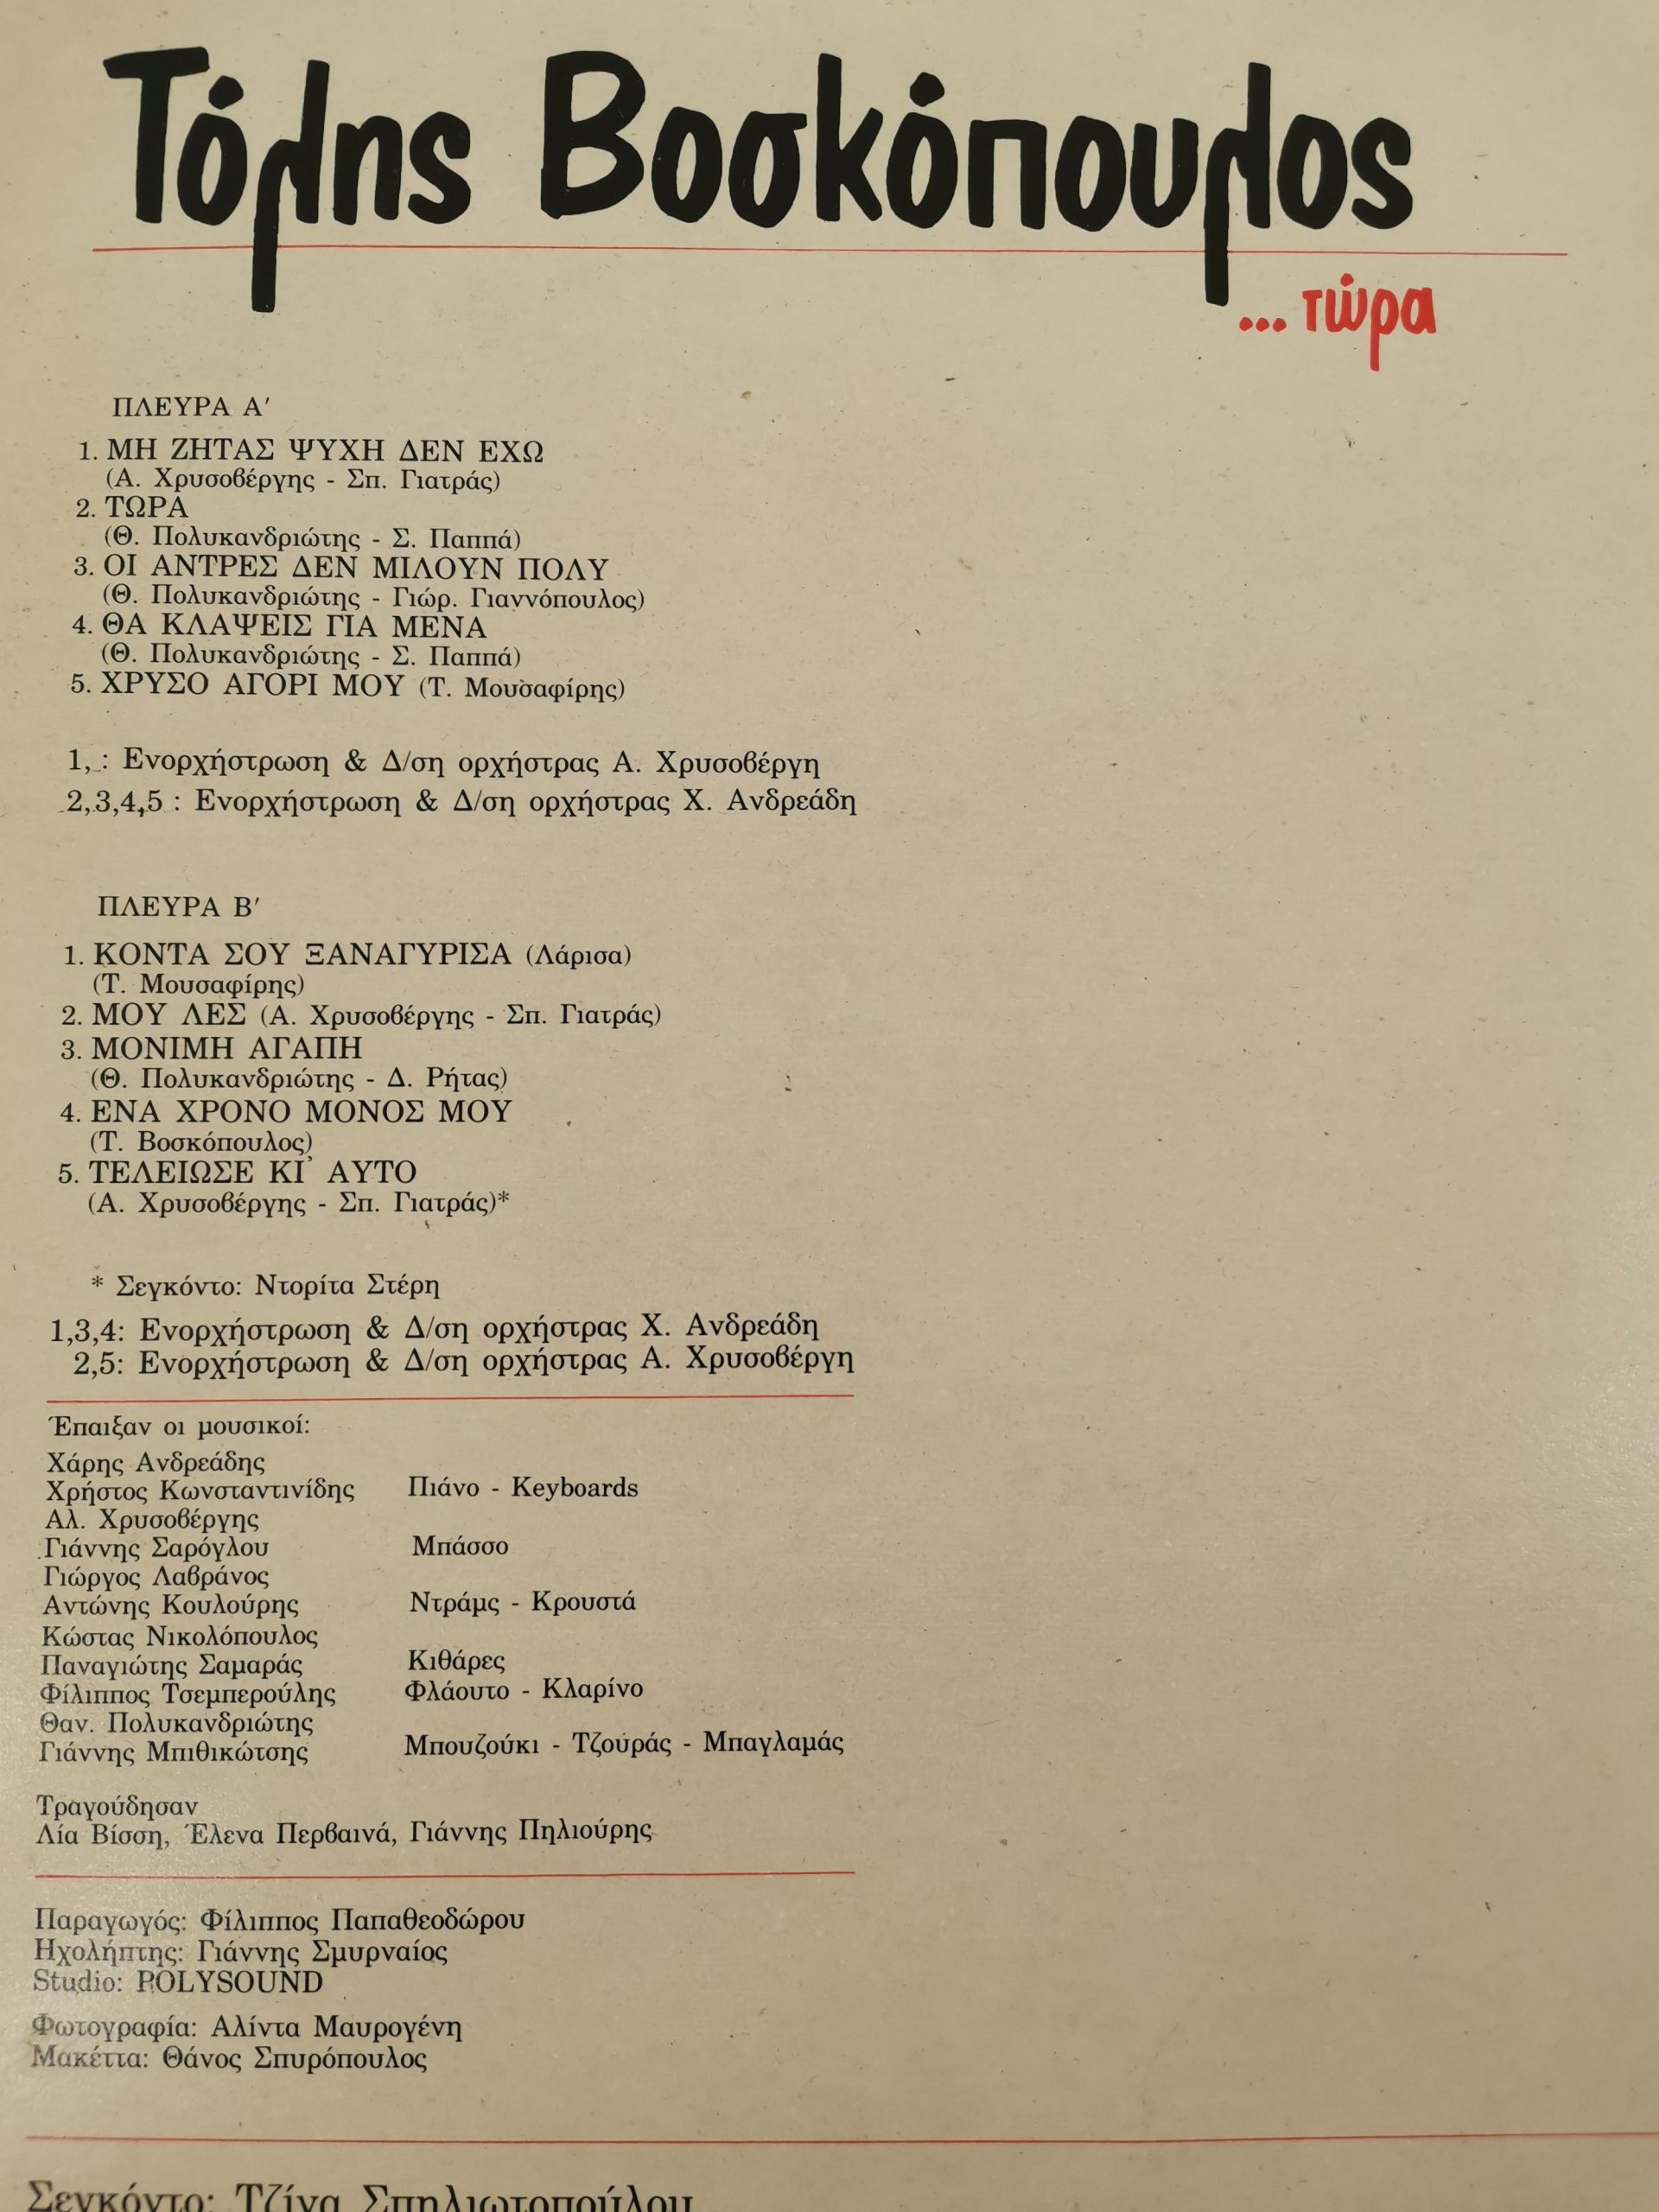 Τόλης Βοσκόπουλος
... τώρα
ΠΛΕΥΡΑ Α′
1. ΜΗ ΖΗΤΑΣ ΨΥΧΗ ΔΕΝ ΕΧΩ
(Α. Χρυσοβέργης - Σπ. Γιατράς)
2. ΤΩΡΑ
(Θ. Πολυκανδριώτης - Σ. Παππά)
3. ΟΙ ΑΝΤΡΕΣ ΔΕΝ ΜΙΛΟΥΝ ΠΟΛΥ
(Θ. Πολυκανδριώτης - Γιώρ. Γιαννόπουλος)
4. ΘΑ ΚΛΑΨΕΙΣ ΓΙΑ ΜΕΝΑ
(Θ. Πολυκανδριώτης - Σ. Παππά)
5. ΧΡΥΣΟ ΑΓΟΡΙ ΜΟΥ (Τ. Μουσαφίρης)
1, : Ενορχήστρωση & Δ/ση ορχήστρας Α. Χρυσοβέργη
2,3,4,5 : Ενορχήστρωση & Δ/ση ορχήστρας Χ. Ανδρεάδη
ΠΛΕΥΡΑ Β′
1. ΚΟΝΤΑ ΣΟΥ ΞΑΝΑΓΥΡΙΣΑ (Λάρισα)
(Τ. Μουσαφίρης)
2. ΜΟΥ ΛΕΣ (Α. Χρυσοβέργης - Σπ. Γιατράς)
3. ΜΟΝΙΜΗ ΑΓΑΠΗ
(Θ. Πολυκανδριώτης - Δ. Ρήτας)
4. ΕΝΑ ΧΡΟΝΟ ΜΟΝΟΣ ΜΟΥ
(Τ. Βοσκόπουλος)
5. ΤΕΛΕΙΩΣΕ ΚΙ᾽ ΑΥΤΟ
(Α. Χρυσοβέργης - Σπ. Γιατράς)*
* Σεγκόντο: Ντορίτα Στέρη
1,3,4: Ενορχήστρωση & Δ/ση ορχήστρας Χ. Ανδρεάδη
2,5: Ενορχήστρωση & Δ/ση ορχήστρας Α. Χρυσοβέργη
Έπαιξαν οι μουσικοί:
Χάρης Ανδρεάδης
Χρήστος Κωνσταντινίδης Πιάνο - Keyboards
Αλ. Χρυσοβέργης
Γιάννης Σαρόγλου Μπάσσο
Γιώργος Λαβράνος
Αντώνης Κουλούρης Ντράμς - Κρουστά
Κώστας Νικολόπουλος
Παναγιώτης Σαμαράς Κιθάρες
Φίλιππος Τσεμπερούλης Φλάουτο - Κλαρίνο
Θαν. Πολυκανδριώτης
Γιάννης Μπιθικώτσης Μπουζούκι - Τζουράς - Μπαγλαμάς
Τραγούδησαν
Λία Βίσση, Έλενα Περβαινά, Γιάννης Πηλιούρης
Παραγωγός: Φίλιππος Παπαθεοδώρου
Ηχολήπτης: Γιάννης Σμυρναίος
Studio: POLYSOUND
Φωτογραφία: Αλίντα Μαυρογένη
Μακέττα: Θάνος Σπυρόπουλος
Σεγκόντο: Τζίνα Σπηλιωτοπούλου